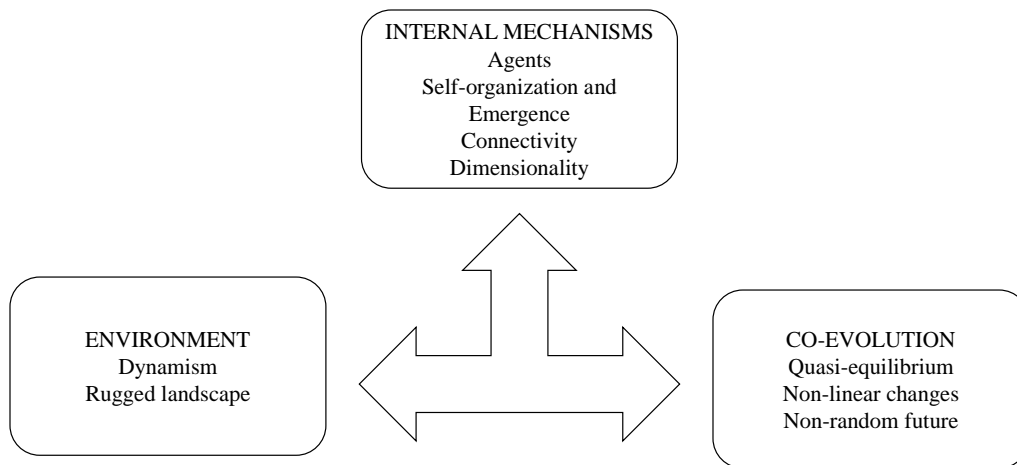 INTERNAL MECHANISMS
Agents
Self-organization and
Emergence
Connectivity
Dimensionality
ENVIRONMENT
Dynamism
Rugged landscape
CO-EVOLUTION
Quasi-equilibrium
Non-linear changes
Non-random future